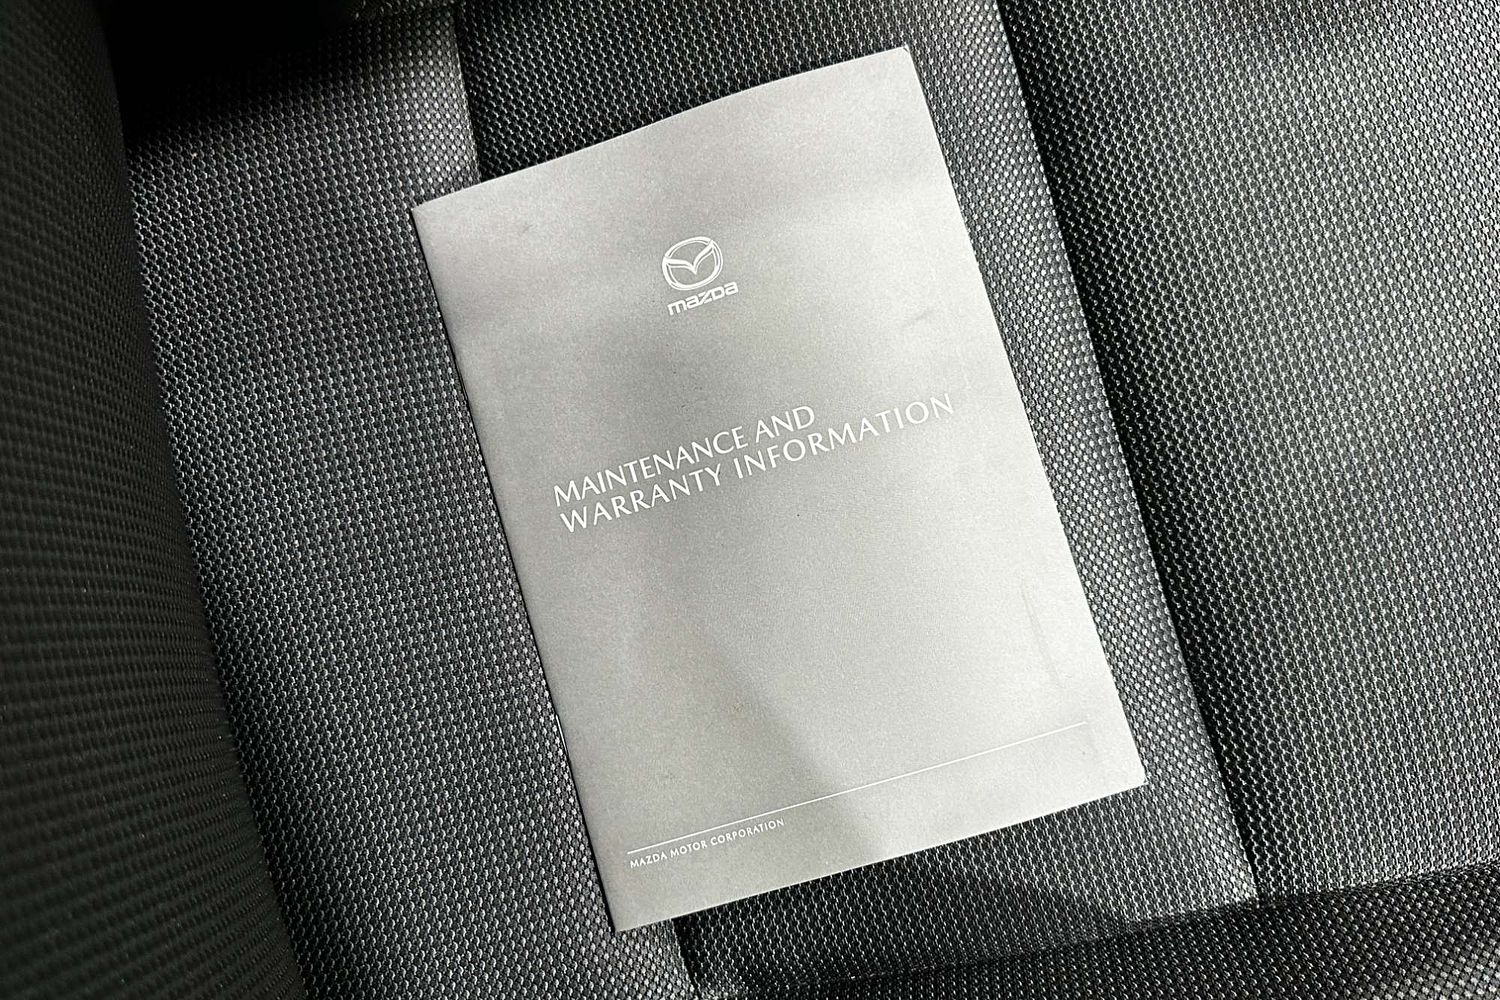 mazda
MAINTENANCE AND
WARRANTY INFORMATION
MAZDA MOTOR CORPORATION